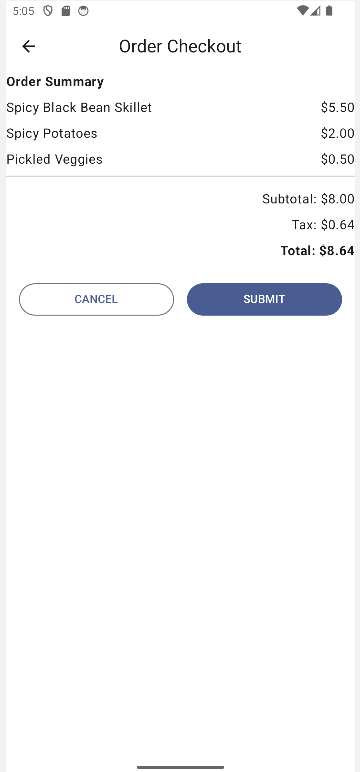 5:05
Order Checkout
Order Summary
Spicy Black Bean Skillet $5.50
Spicy Potatoes $2.00
Pickled Veggies $0.50
Subtotal: $8.00
Tax: $0.64
Total: $8.64
CANCEL SUBMIT